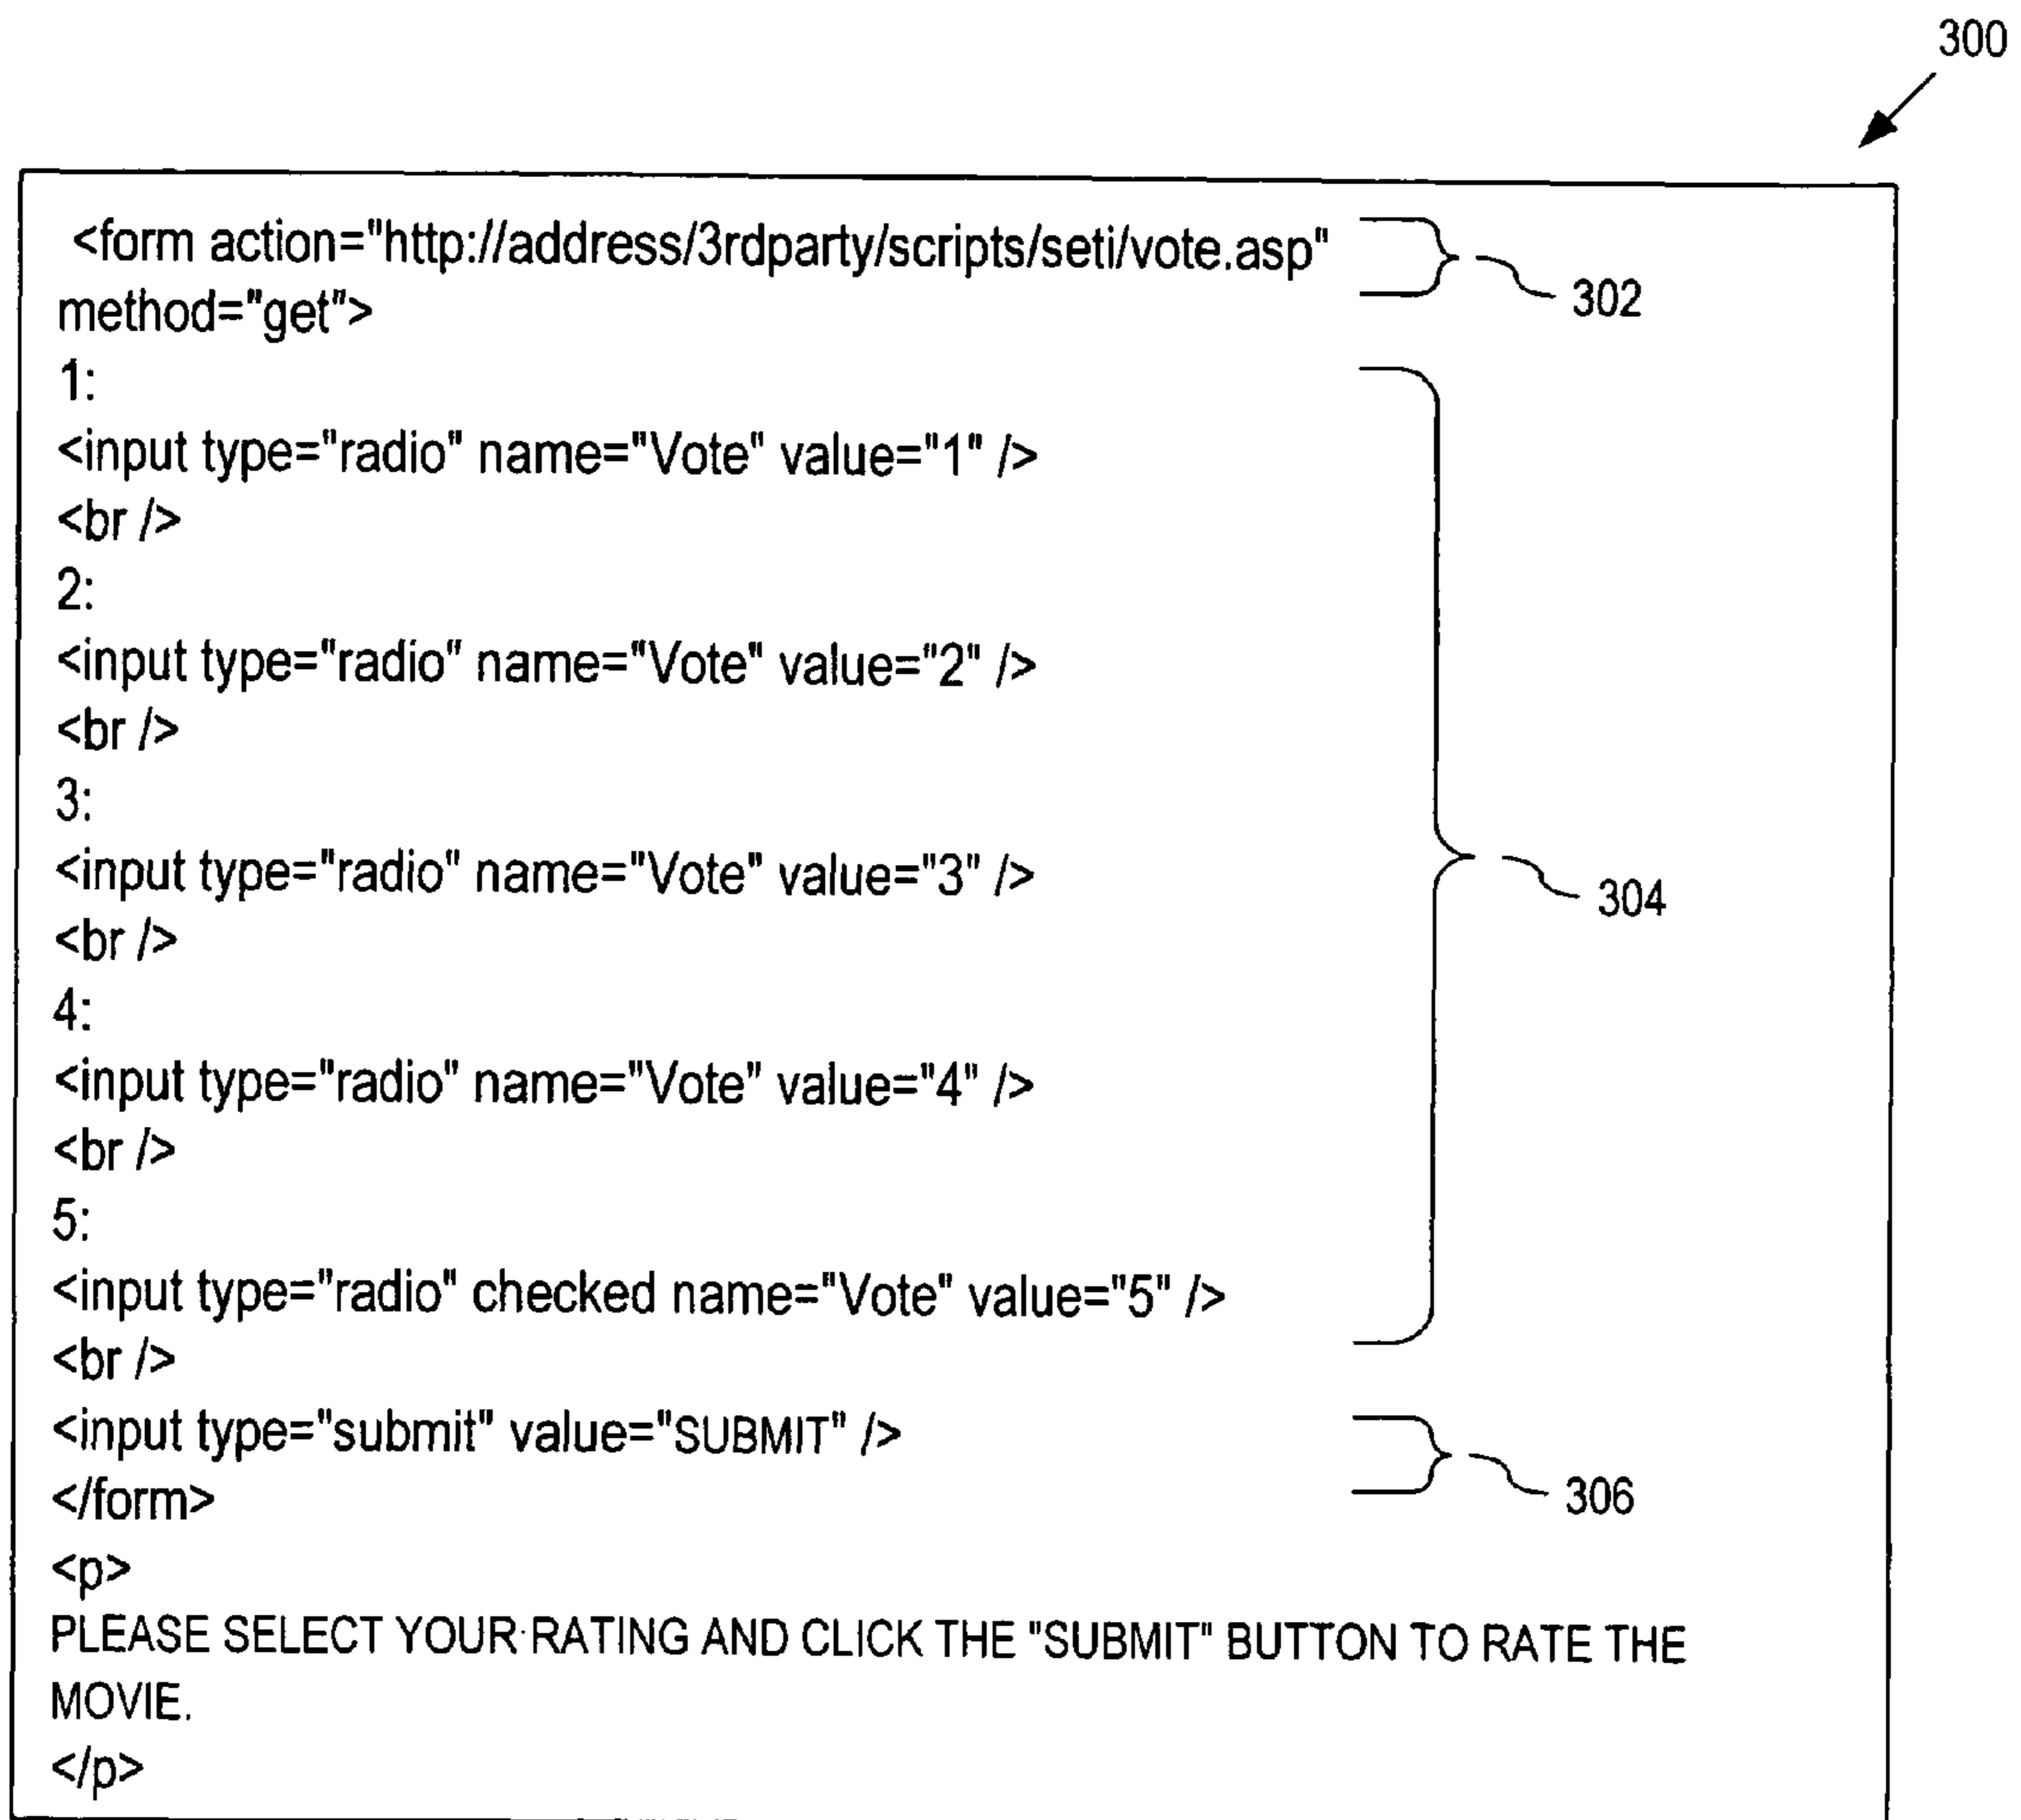 300
<form action="http://address/3rdparty/scripts/seti/vote.asp"
method="get">
302
1:
<input type="radio" name="Vote" value="1" />
<br />
2:
<input type="radio" name="Vote" value="2" />
<br />
3:
<input type="radio" name="Vote" value="3" />
304
<br />
4:
<input type="radio" name="Vote" value="4" />
<br />
5:
<input type="radio" checked name="Vote" value="5" />
<br />
<input type="submit" value="SUBMIT" />
</form>
306
<p>
PLEASE SELECT YOUR RATING AND CLICK THE "SUBMIT" BUTTON TO RATE THE
MOVIE.
</p>